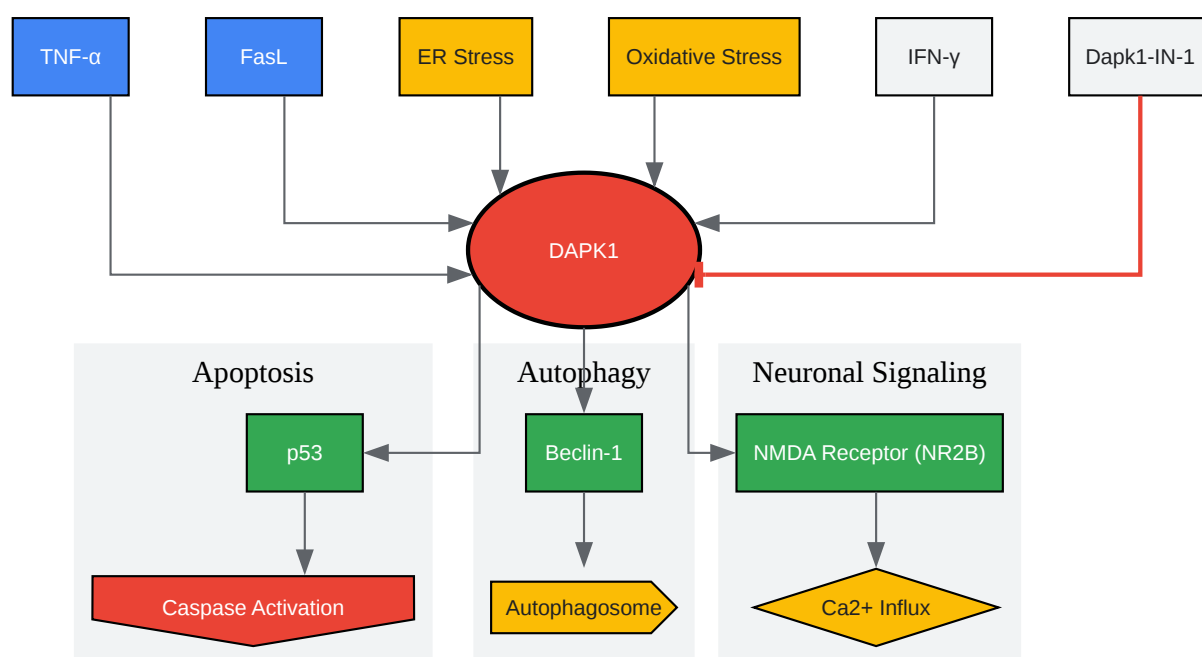 TNF-α
FasL
ER Stress
Oxidative Stress
IFN-γ
Dapk1-IN-1
DAPK1
Apoptosis
Autophagy
Neuronal Signaling
p53
Beclin-1
NMDA Receptor (NR2B)
Caspase Activation
Autophagosome
Ca2+ Influx